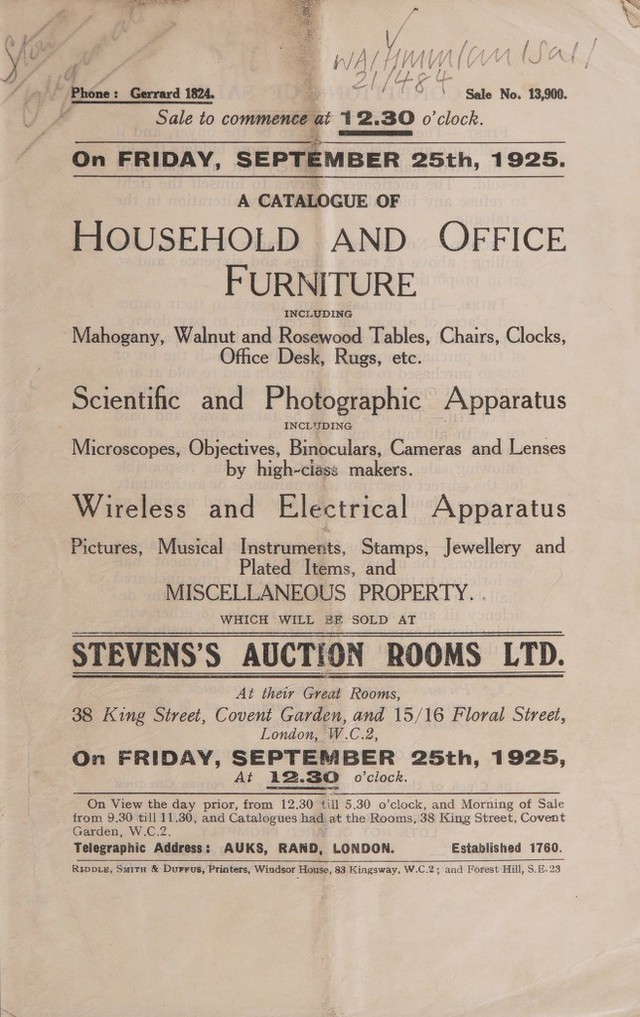 WA/HMM/CM/Sal/
21/484
Phone: Gerrard 1824.
Sale No. 13,900.
Sale to commence at 12.30 o'clock.
On FRIDAY, SEPTEMBER 25th, 1925.
A CATALOGUE OF
HOUSEHOLD AND OFFICE
FURNITURE
INCLUDING
Mahogany, Walnut and Rosewood Tables, Chairs, Clocks,
Office Desk, Rugs, etc.
Scientific and Photographic Apparatus
INCLUDING
Microscopes, Objectives, Binoculars, Cameras and Lenses
by high-class makers.
Wireless and Electrical Apparatus
Pictures, Musical Instruments, Stamps, Jewellery and
Plated Items, and
MISCELLANEOUS PROPERTY.
WHICH WILL BE SOLD AT
STEVENS'S AUCTION ROOMS LTD.
At their Great Rooms,
38 King Street, Covent Garden, and 15/16 Floral Street,
London, W.C.2,
On FRIDAY, SEPTEMBER 25th, 1925,
At 12.30 o'clock.
On View the day prior, from 12.30 till 5.30 o'clock, and Morning of Sale
from 9.30 till 11.30, and Catalogues had at the Rooms, 38 King Street, Covent
Garden, W.C.2.
Telegraphic Address: AUKS, RAND, LONDON.
Established 1760.
RIDDLE, SMITH & DUFFUS, Printers, Windsor House, 83 Kingsway, W.C.2; and Forest Hill, S.E.23